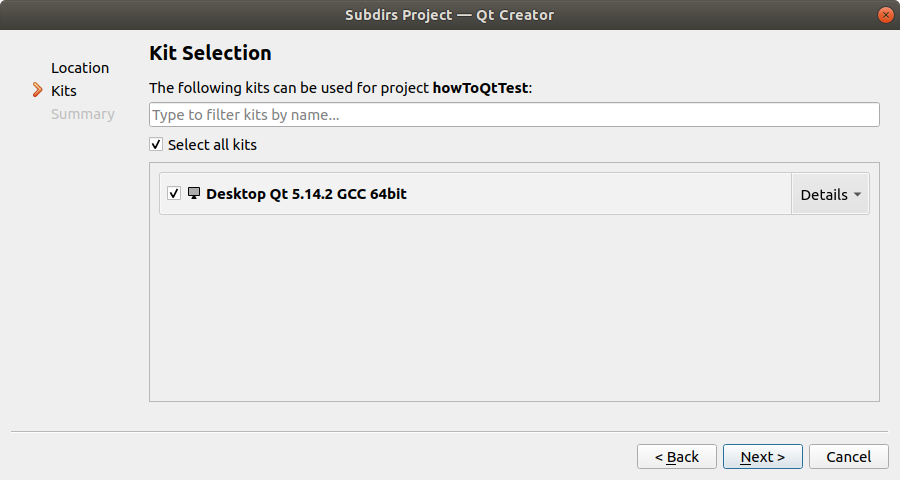 Subdirs Project — Qt Creator
Location
Kits
Summary
Kit Selection
The following kits can be used for project howToQtTest:
Type to filter kits by name...
Select all kits
Desktop Qt 5.14.2 GCC 64bit
Details
< Back
Next >
Cancel